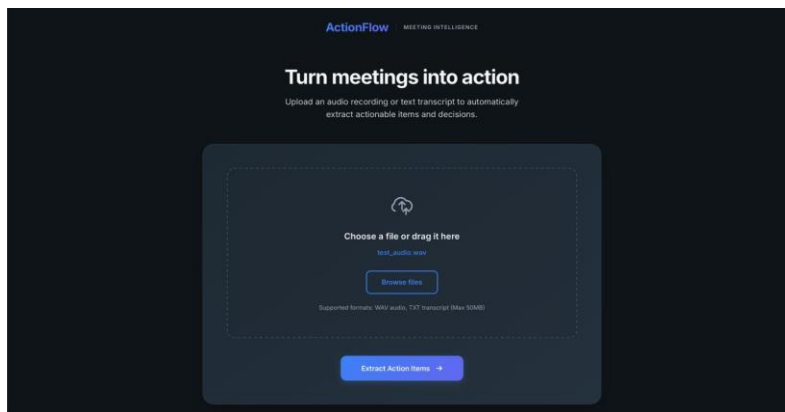 ActionFlow MEETING INTELLIGENCE
Turn meetings into action
Upload an audio recording or text transcript to automatically
extract actionable items and decisions.
Choose a file or drag it here
test_audio.wav
Browse files
Supported formats: WAV audio, TXT transcript (Max 50MB)
Extract Action Items →